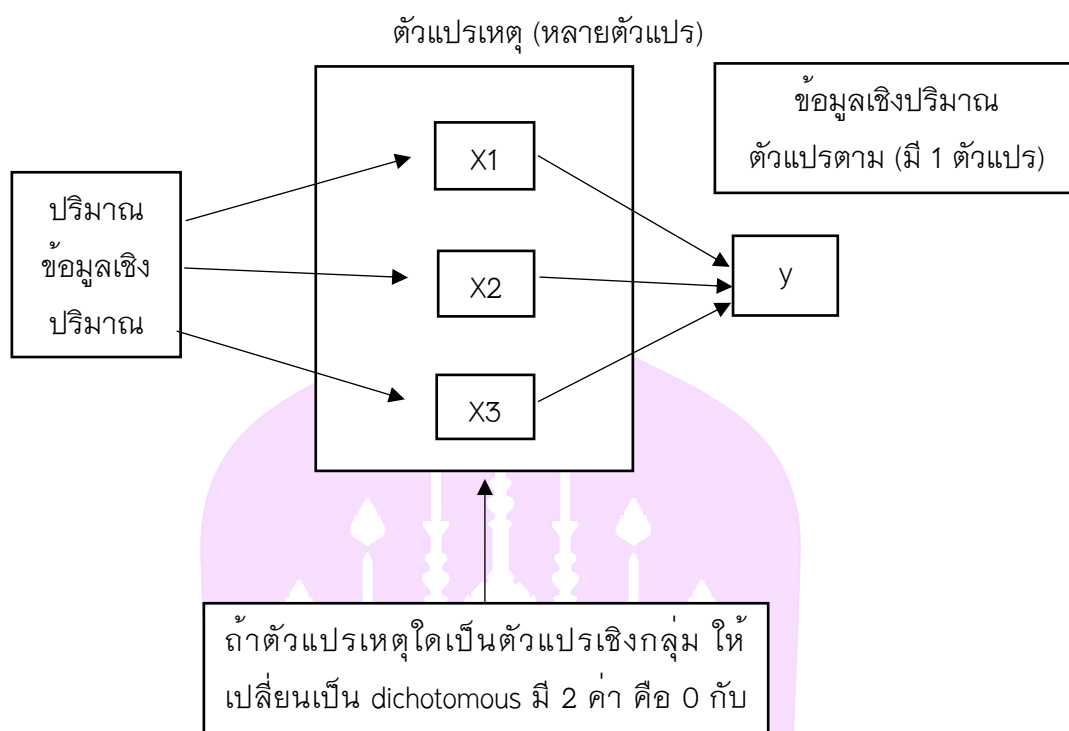 ตัวแปรเหตุ (หลายตัวแปร)
ข้อมูลเชิงปริมาณ
ตัวแปรตาม (มี 1 ตัวแปร)
X1
ปริมาณ
ข้อมูลเชิง
ปริมาณ
X2
y
X3
ถ้าตัวแปรเหตุใดเป็นตัวแปรเชิงกลุ่ม ให้
เปลี่ยนเป็น dichotomous มี 2 ค่า คือ 0 กับ